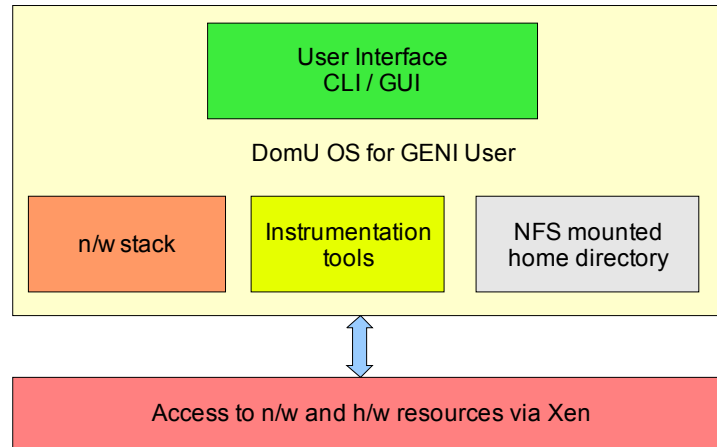 User Interface
CLI / GUI
DomU OS for GENI User
n/w stack
Instrumentation
tools
NFS mounted
home directory
Access to n/w and h/w resources via Xen